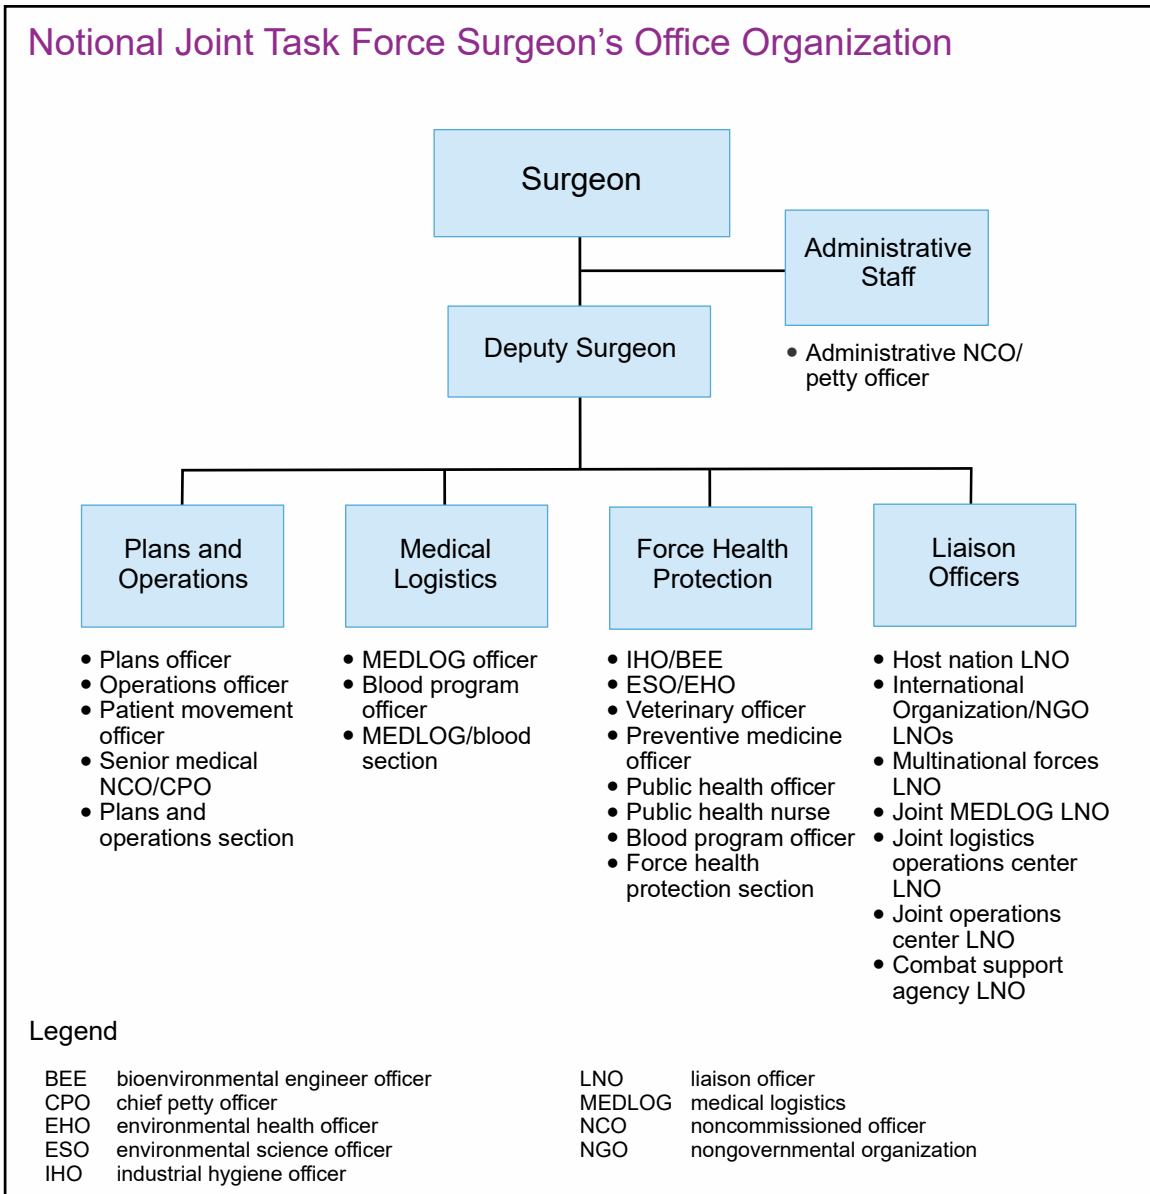 Notional Joint Task Force Surgeon's Office Organization
Surgeon
Administrative
Staff
• Administrative NCO/
petty officer
Deputy Surgeon
Plans and
Operations
• Plans officer
• Operations officer
• Patient movement
officer
• Senior medical
NCO/CPO
• Plans and
operations section
Medical
Logistics
• MEDLOG officer
• Blood program
officer
• MEDLOG/blood
section
Force Health
Protection
• IHO/BEE
• ESO/EHO
• Veterinary officer
• Preventive medicine
officer
• Public health officer
• Public health nurse
• Blood program officer
• Force health
protection section
Liaison
Officers
• Host nation LNO
• International
Organization/NGO
LNOs
• Multinational forces
LNO
• Joint MEDLOG LNO
• Joint logistics
operations center
LNO
• Joint operations
center LNO
• Combat support
agency LNO
Legend
BEE bioenvironmental engineer officer
CPO chief petty officer
EHO environmental health officer
ESO environmental science officer
IHO industrial hygiene officer
LNO liaison officer
MEDLOG medical logistics
NCO noncommissioned officer
NGO nongovernmental organization